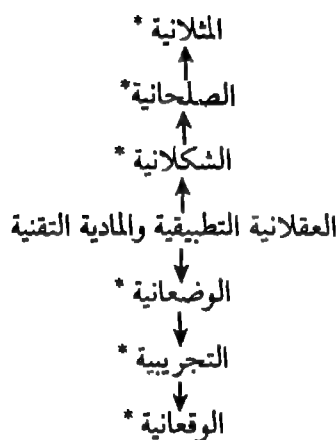 المثلانية *
الصلحانية *
الشكلانية *
العقلانية التطبيقية والمادية التقنية
الوضعانية *
التجريبية *
الوقعانية *